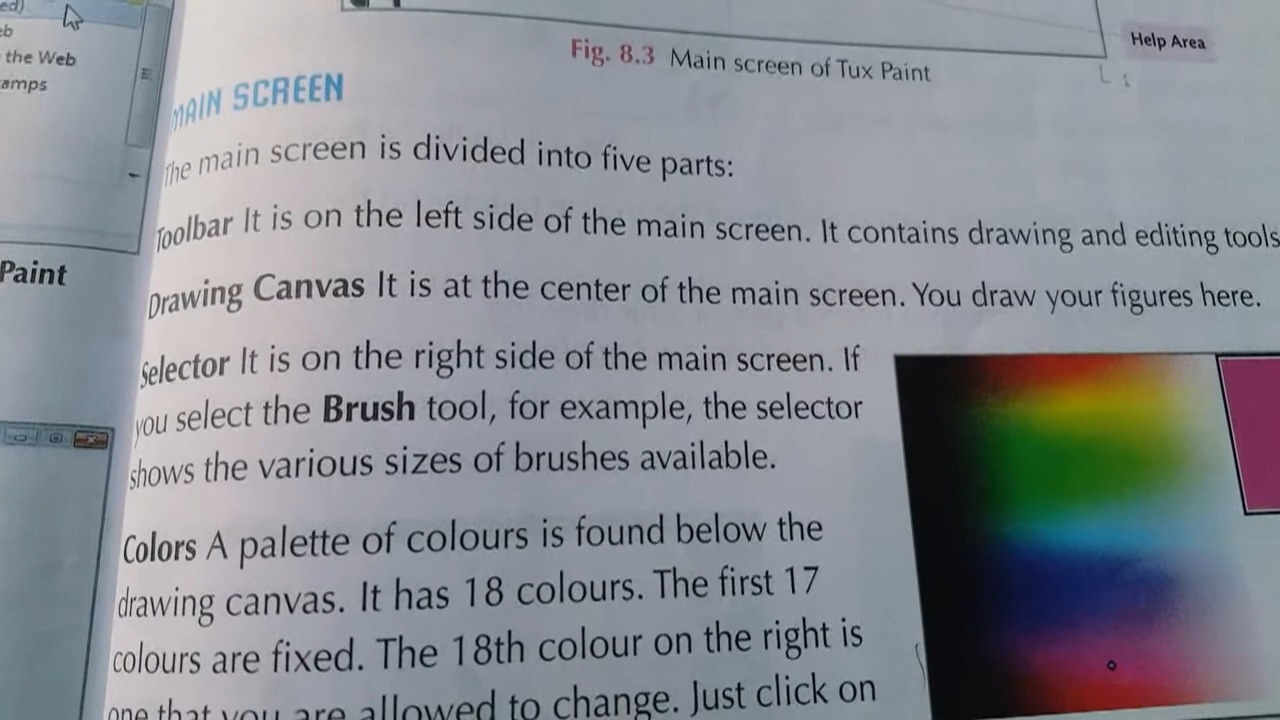 ed)
eb
the Web
amps
Help Area
Fig. 8.3 Main screen of Tux Paint
MAIN SCREEN
The main screen is divided into five parts:
Toolbar It is on the left side of the main screen. It contains drawing and editing tools
Paint
Drawing Canvas It is at the center of the main screen. You draw your figures here.
Selector It is on the right side of the main screen. If
you select the Brush tool, for example, the selector
shows the various sizes of brushes available.
Colors A palette of colours is found below the
drawing canvas. It has 18 colours. The first 17
colours are fixed. The 18th colour on the right is
one that you are allowed to change. Just click on